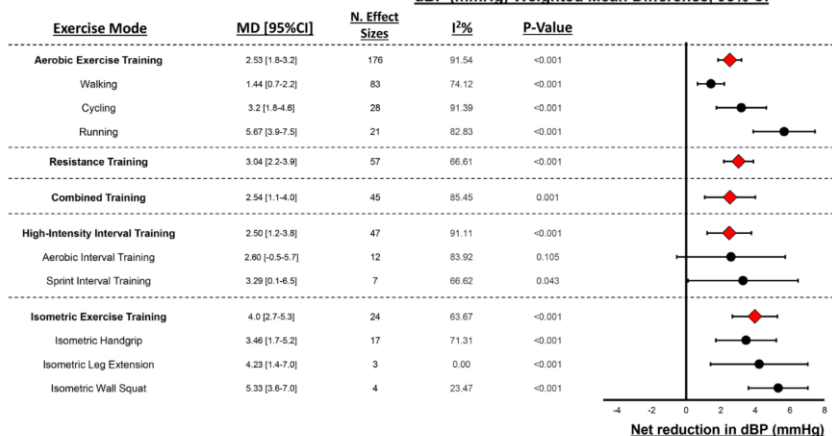 dBP (mmHg) Weighted Mean Difference, 95% CI
Exercise Mode MD [95%CI] N. Effect Sizes I²% P-Value
Aerobic Exercise Training 2.53 [1.8-3.2] 176 91.54 <0.001
Walking 1.44 [0.7-2.2] 83 74.12 <0.001
Cycling 3.2 [1.8-4.6] 28 91.39 <0.001
Running 5.67 [3.9-7.5] 21 82.83 <0.001
Resistance Training 3.04 [2.2-3.9] 57 66.61 <0.001
Combined Training 2.54 [1.1-4.0] 45 85.45 0.001
High-Intensity Interval Training 2.50 [1.2-3.8] 47 91.11 <0.001
Aerobic Interval Training 2.60 [-0.5-5.7] 12 83.92 0.105
Sprint Interval Training 3.29 [0.1-6.5] 7 66.62 0.043
Isometric Exercise Training 4.0 [2.7-5.3] 24 63.67 <0.001
Isometric Handgrip 3.46 [1.7-5.2] 17 71.31 <0.001
Isometric Leg Extension 4.23 [1.4-7.0] 3 0.00 <0.001
Isometric Wall Squat 5.33 [3.6-7.0] 4 23.47 <0.001
-4 -2 0 2 4 6 8
Net reduction in dBP (mmHg)